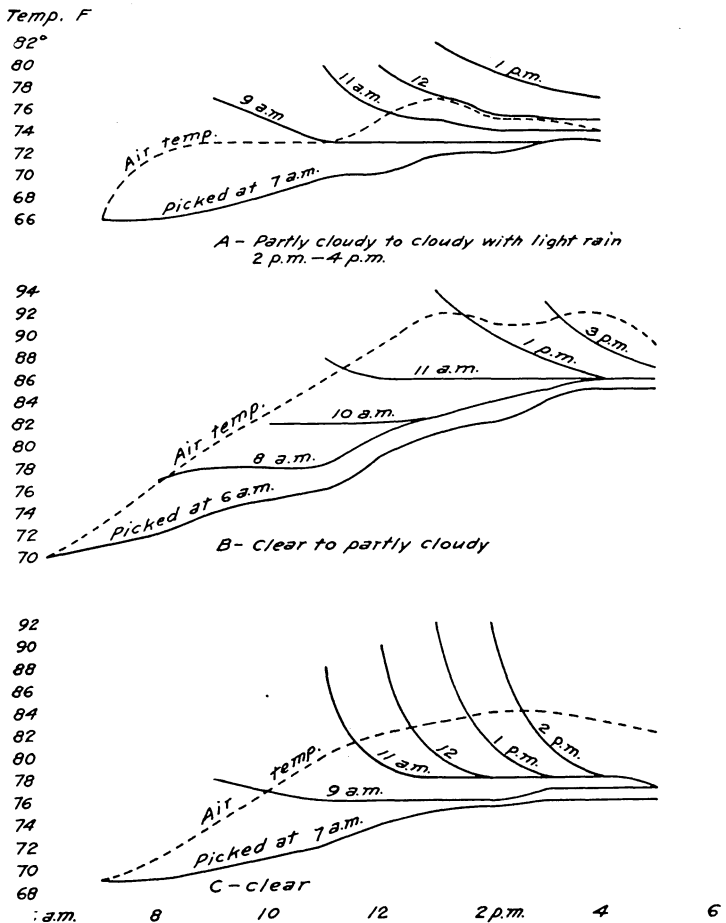 Temp. F
82°
80
78
76
74
72
70
68
66
9 a.m
11 a.m.
12
1 p.m.
Air temp.
Picked at 7 a.m.
A- Partly cloudy to cloudy with light rain
2 p.m.-4 p.m.
94
92
90
88
86
84
82
80
78
76
74
72
70
3 p.m.
1 p.m.
11 a.m.
10 a.m.
Air temp.
8 a.m.
Picked at 6 a.m.
B- Clear to partly cloudy
92
90
88
86
84
82
80
78
76
74
72
70
68
11 a.m.
12
1 p.m.
2 p.m.
Air temp.
9 a.m.
Picked at 7 a.m.
C-clear
a.m. 8 10 12 2 p.m. 4 6